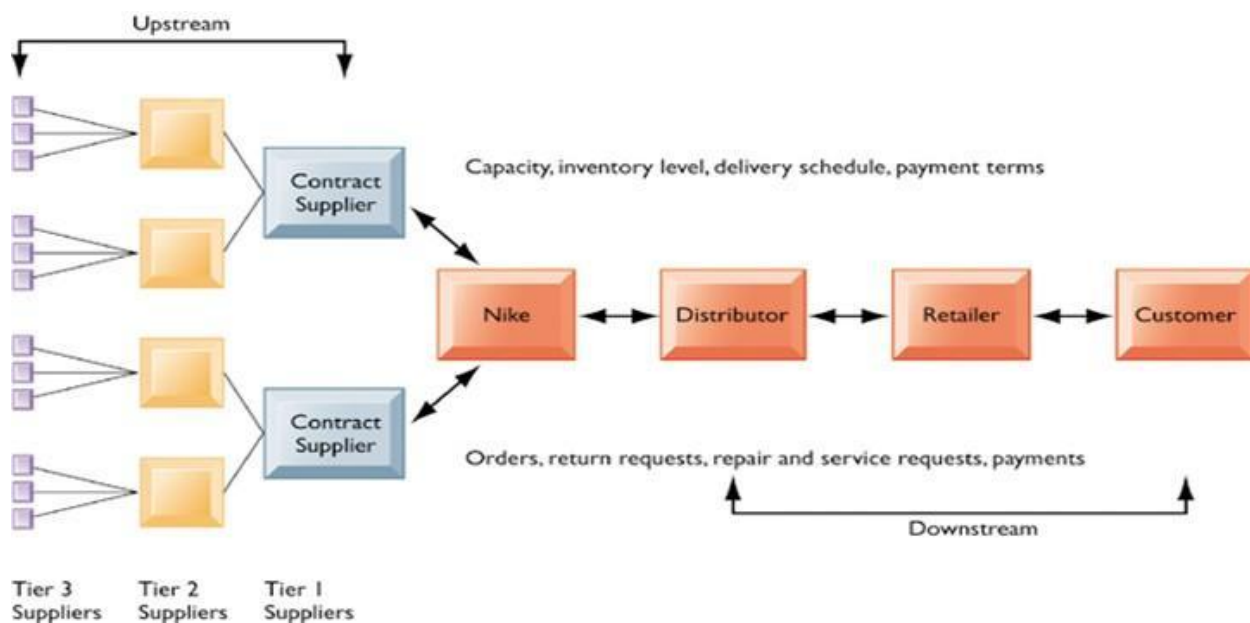 Upstream
Contract
Supplier
Capacity, inventory level, delivery schedule, payment terms
Nike
Distributor
Retailer
Customer
Contract
Supplier
Orders, return requests, repair and service requests, payments
Downstream
Tier 3
Suppliers
Tier 2
Suppliers
Tier 1
Suppliers